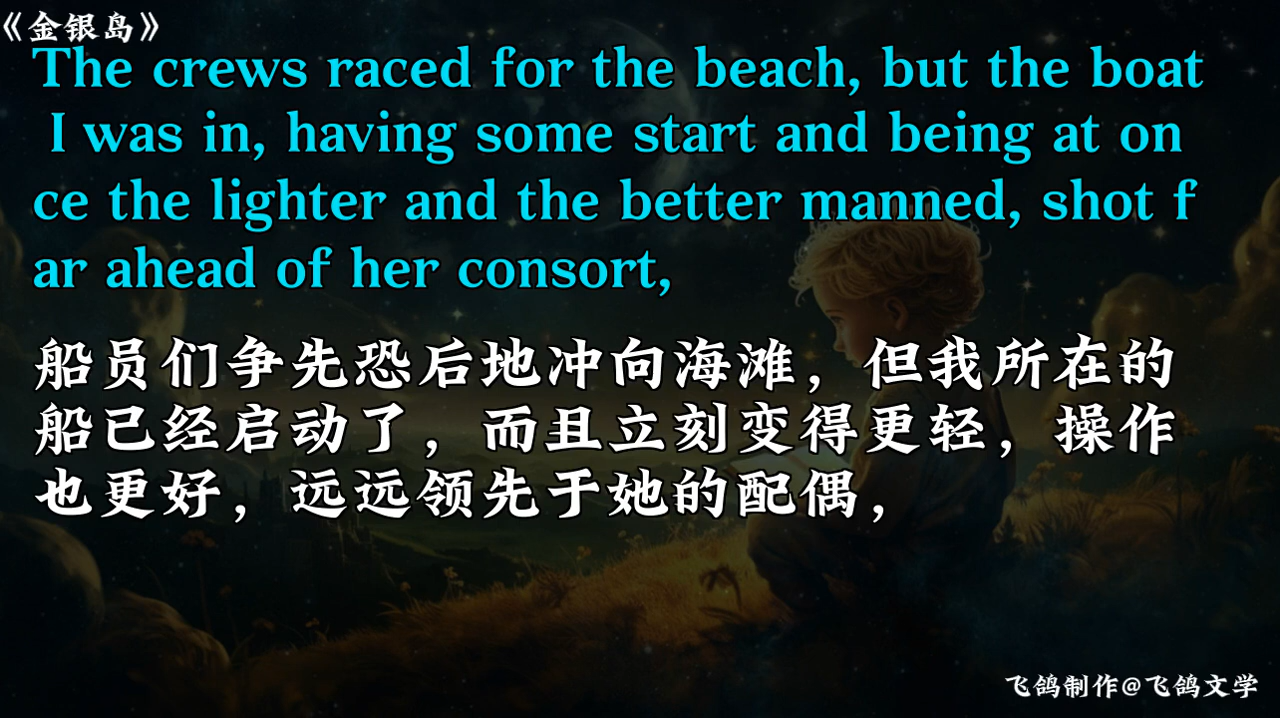 《金银岛》
The crews raced for the beach, but the boat
I was in, having some start and being at on
ce the lighter and the better manned, shot f
ar ahead of her consort,
船员们争先恐后地冲向海滩，但我所在的
船已经启动了，而且立刻变得更轻，操作
也更好，远远领先于她的配偶，
飞鸽制作@飞鸽文学